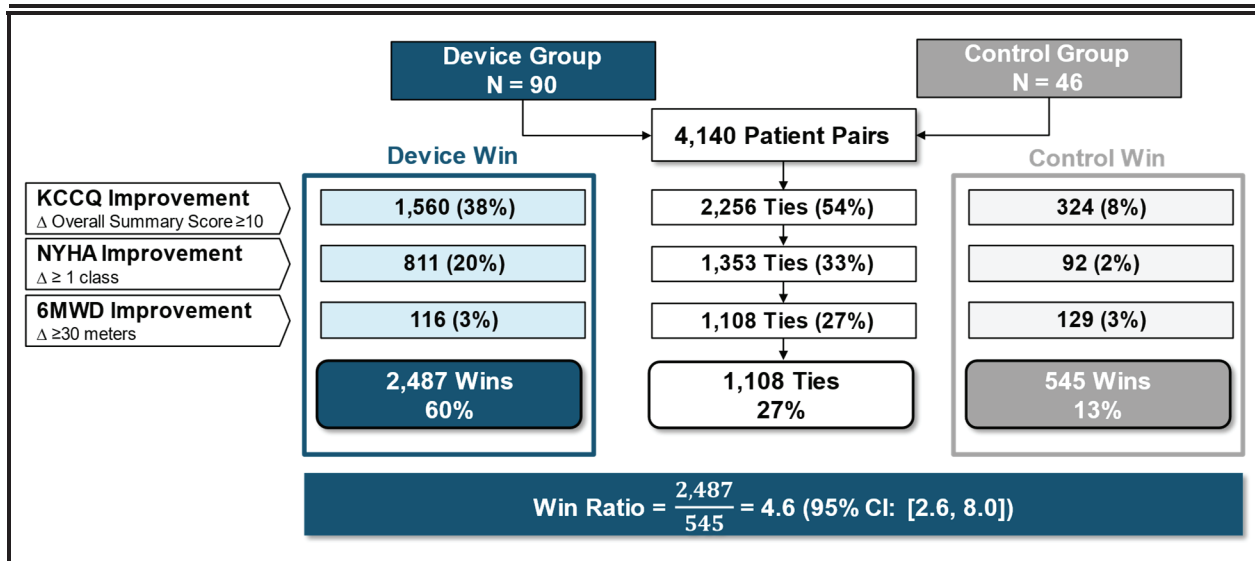 Device Group
N = 90
Control Group
N = 46
4,140 Patient Pairs
Device Win
Control Win
KCCQ Improvement
Δ Overall Summary Score ≥10
1,560 (38%)
2,256 Ties (54%)
324 (8%)
NYHA Improvement
Δ ≥ 1 class
811 (20%)
1,353 Ties (33%)
92 (2%)
6MWD Improvement
Δ ≥30 meters
116 (3%)
1,108 Ties (27%)
129 (3%)
2,487 Wins
60%
1,108 Ties
27%
545 Wins
13%
Win Ratio = 2,487/545 = 4.6 (95% CI: [2.6, 8.0])